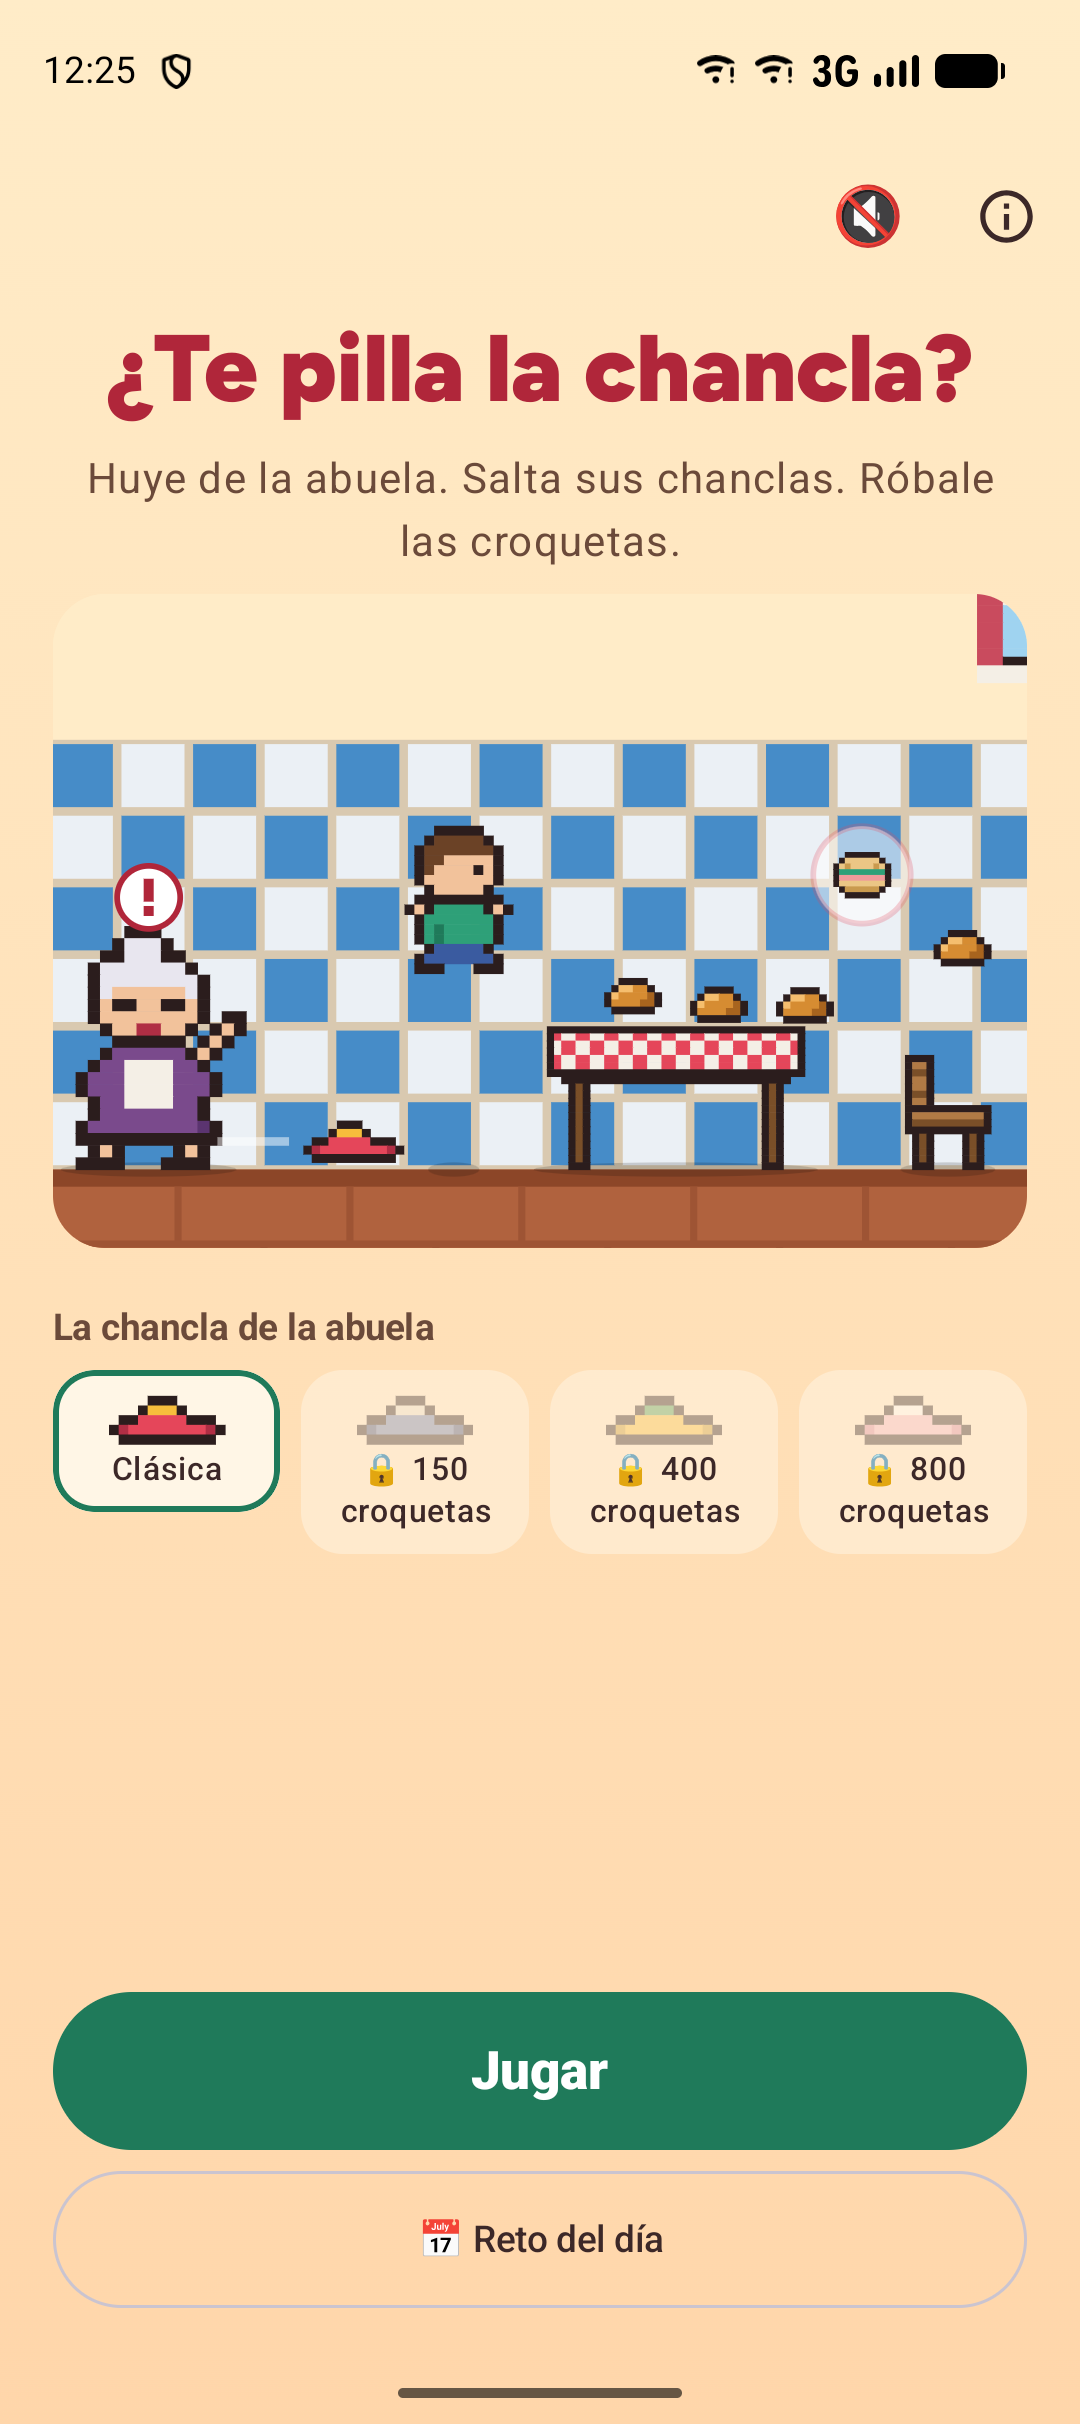 12:25
3G
¿Te pilla la chancla?
Huye de la abuela. Salta sus chanclas. Róbale
las croquetas.
!
La chancla de la abuela
Clásica
🔒 150
croquetas
🔒 400
croquetas
🔒 800
croquetas
Jugar
📅 Reto del día